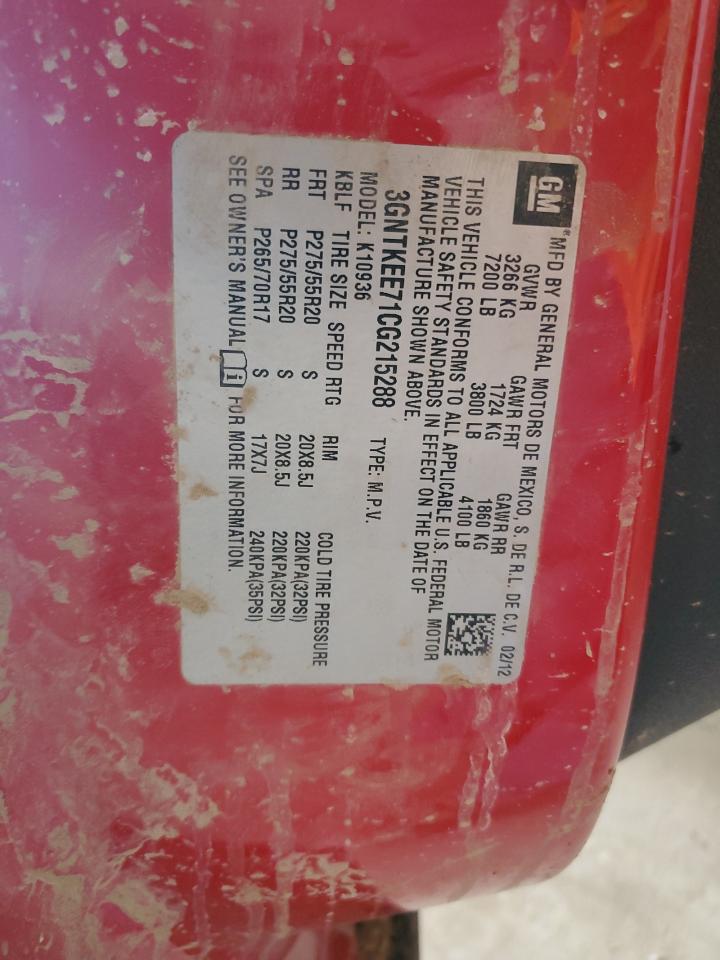 GM® MFD BY GENERAL MOTORS DE MEXICO, S. DE R.L. DE C.V. 02/12
GVWR GAWR FRT GAWR RR
3266 KG 1724 KG 1860 KG
7200 LB 3800 LB 4100 LB
THIS VEHICLE CONFORMS TO ALL APPLICABLE U.S. FEDERAL MOTOR
VEHICLE SAFETY STANDARDS IN EFFECT ON THE DATE OF
MANUFACTURE SHOWN ABOVE.
3GNTKEE71CG215288 TYPE: M.P.V.
MODEL: K10936
KBLF TIRE SIZE SPEED RTG RIM COLD TIRE PRESSURE
FRT P275/55R20 S 20X8.5J 220KPA(32PSI)
RR P275/55R20 S 20X8.5J 220KPA(32PSI)
SPA P265/70R17 S 17X7J 240KPA(35PSI)
SEE OWNER'S MANUAL i FOR MORE INFORMATION.